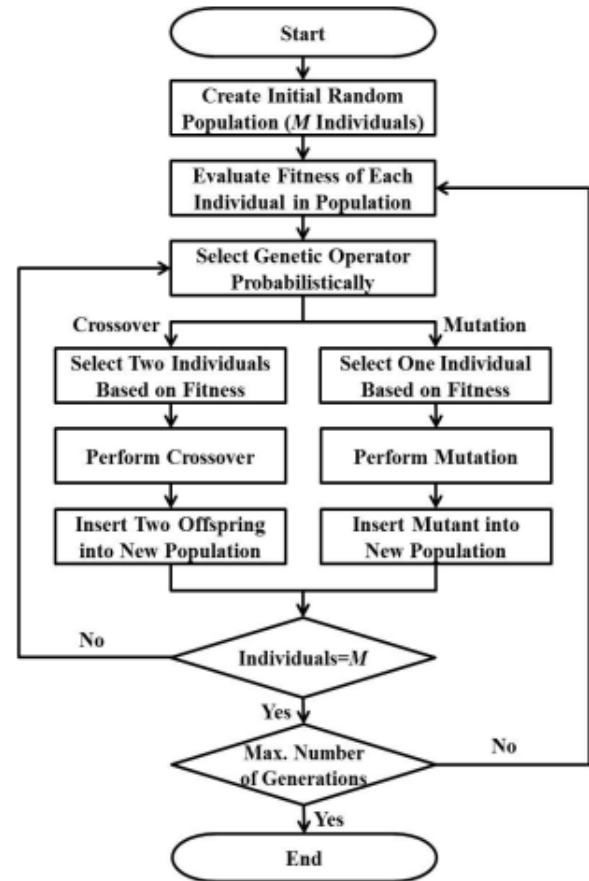 Start
Create Initial Random
Population (M Individuals)
Evaluate Fitness of Each
Individual in Population
Select Genetic Operator
Probabilistically
Crossover
Mutation
Select Two Individuals
Based on Fitness
Select One Individual
Based on Fitness
Perform Crossover
Perform Mutation
Insert Two Offspring
into New Population
Insert Mutant into
New Population
No
Individuals=M
Yes
Max. Number
of Generations
No
Yes
End